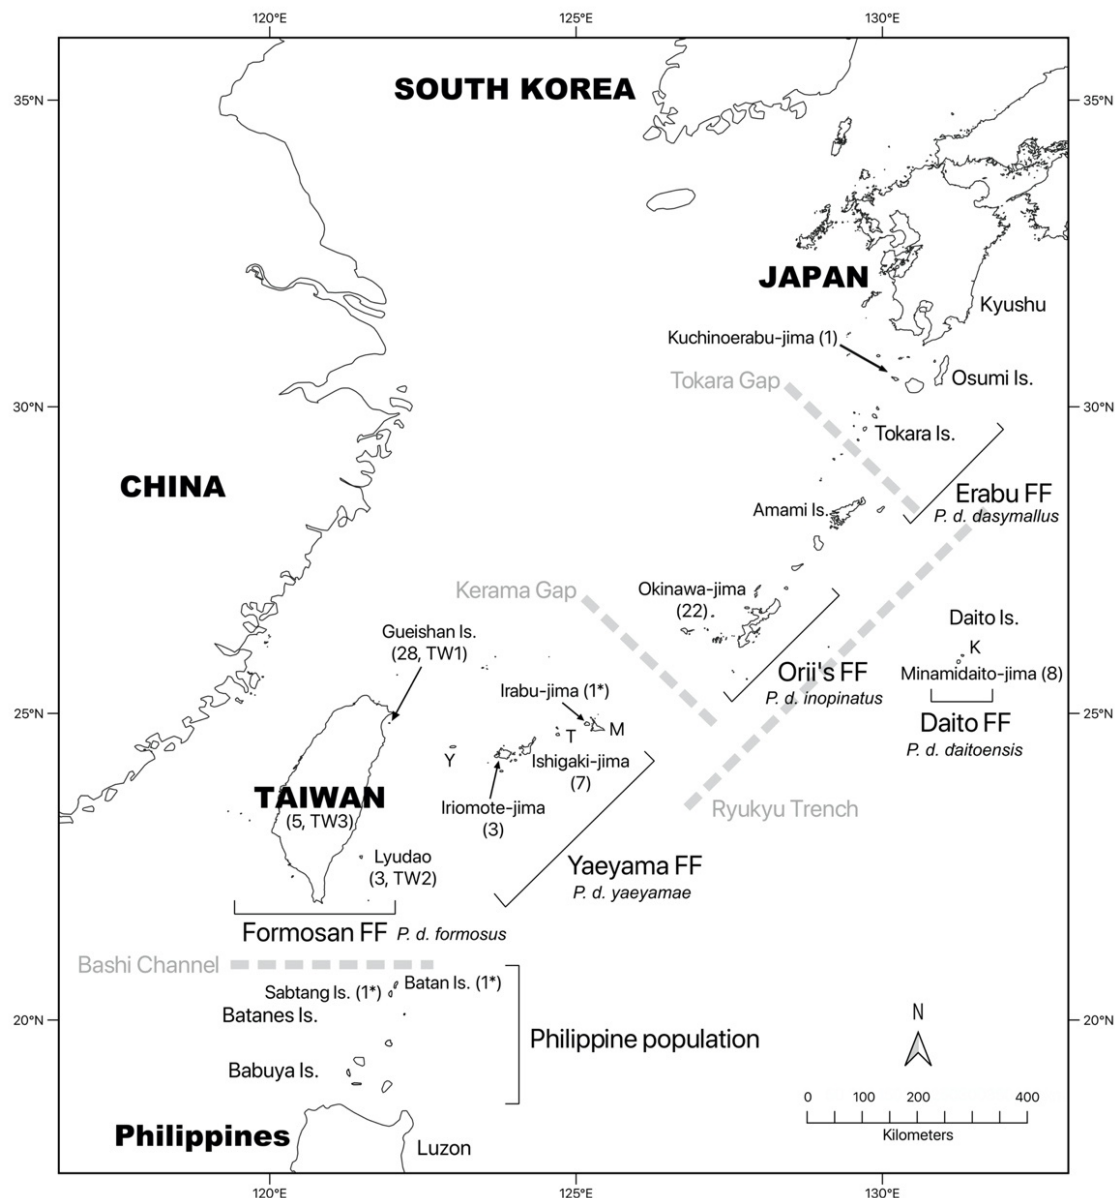 120°E 125°E 130°E
SOUTH KOREA
35°N 35°N
JAPAN
Kyushu
Kuchinoerabu-jima (1)
Tokara Gap
Osumi Is.
30°N 30°N
Tokara Is.
CHINA
Erabu FF
Amami Is.
P. d. dasymallus
Kerama Gap
Okinawa-jima
(22)
Daito Is.
Gueishan Is.
(28, TW1)
K
Minamidaito-jima (8)
Orii's FF
P. d. inopinatus
Irabu-jima (1*)
25°N 25°N
Daito FF
P. d. daitoensis
M
T
Y
Ishigaki-jima
(7)
TAIWAN
(5, TW3)
Iriomote-jima
(3)
Ryukyu Trench
Lyudao
(3, TW2)
Yaeyama FF
P. d. yaeyamae
Formosan FF P. d. formosus
Bashi Channel
Batan Is. (1*)
Sabtang Is. (1*)
Batanes Is.
20°N 20°N
N
Philippine population
Babuya Is.
0 100 200 400
Kilometers
Philippines
Luzon
120°E 125°E 130°E